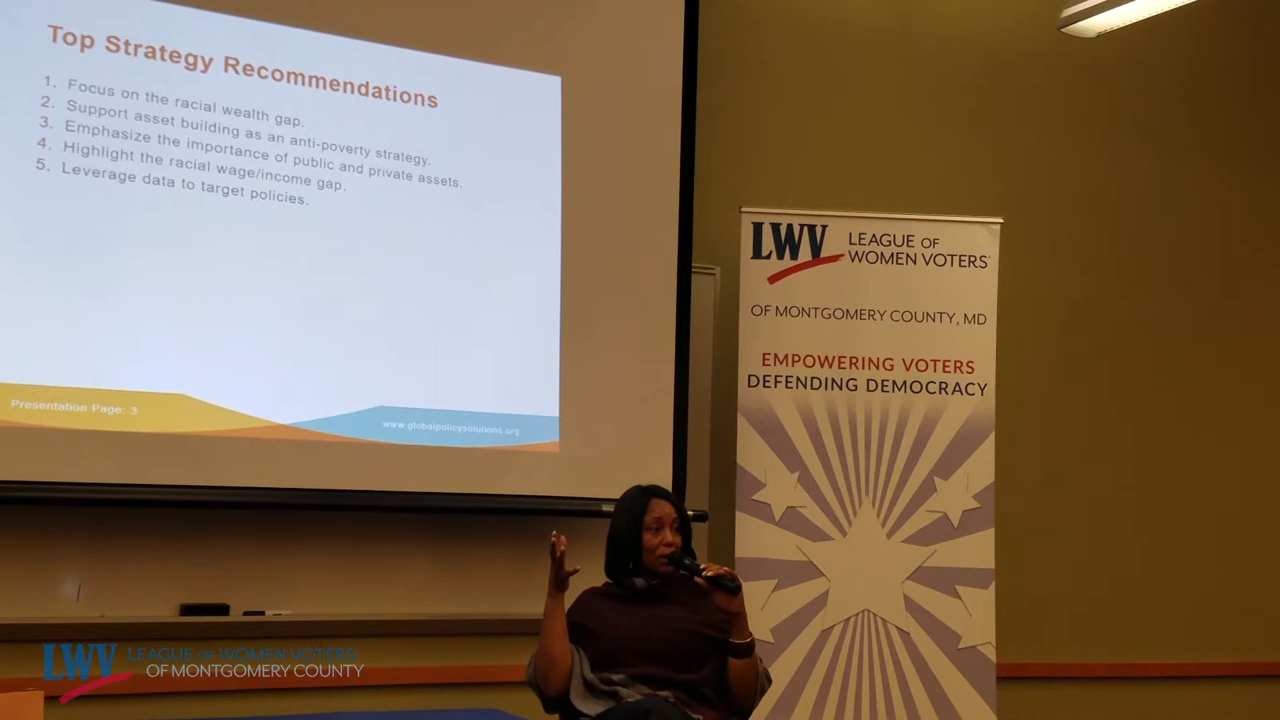 Top Strategy Recommendations
1. Focus on the racial wealth gap.
2. Support asset building as an anti-poverty strategy.
3. Emphasize the importance of public and private assets.
4. Highlight the racial wage/income gap.
5. Leverage data to target policies.
Presentation Page: 3
www.globalpolicysolutions.org
LWV
LEAGUE OF
WOMEN VOTERS®
OF MONTGOMERY COUNTY, MD
EMPOWERING VOTERS
DEFENDING DEMOCRACY
LWV
LEAGUE OF WOMEN VOTERS®
OF MONTGOMERY COUNTY